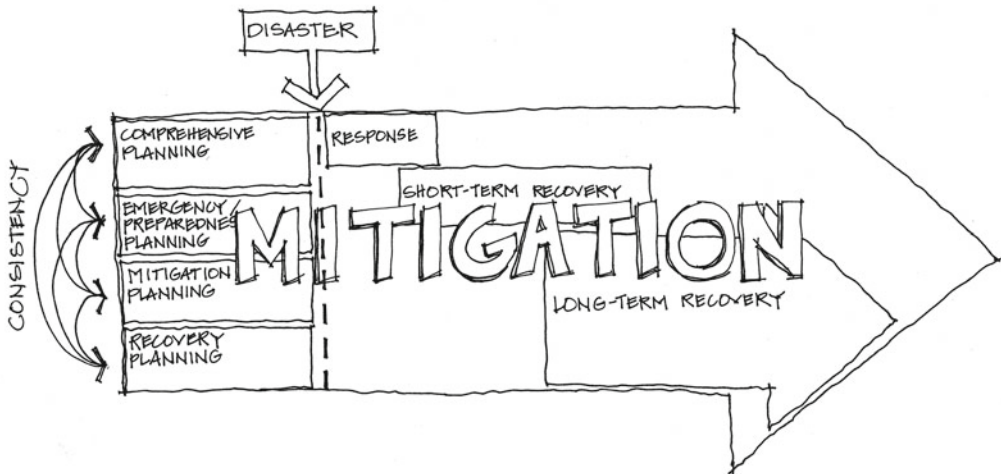 DISASTER
CONSISTENCY
COMPREHENSIVE
PLANNING
RESPONSE
SHORT-TERM RECOVERY
EMERGENCY/
PREPAREDNES
PLANNING
MITIGATION
MITIGATION
PLANNING
LONG-TERM RECOVERY
RECOVERY
PLANNING